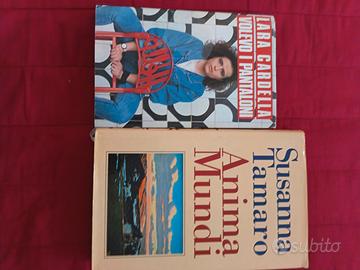 LARA CARDELLA
VOLEVO I PANTALONI
Susanna
Tamaro
Anima
Mundi
subito